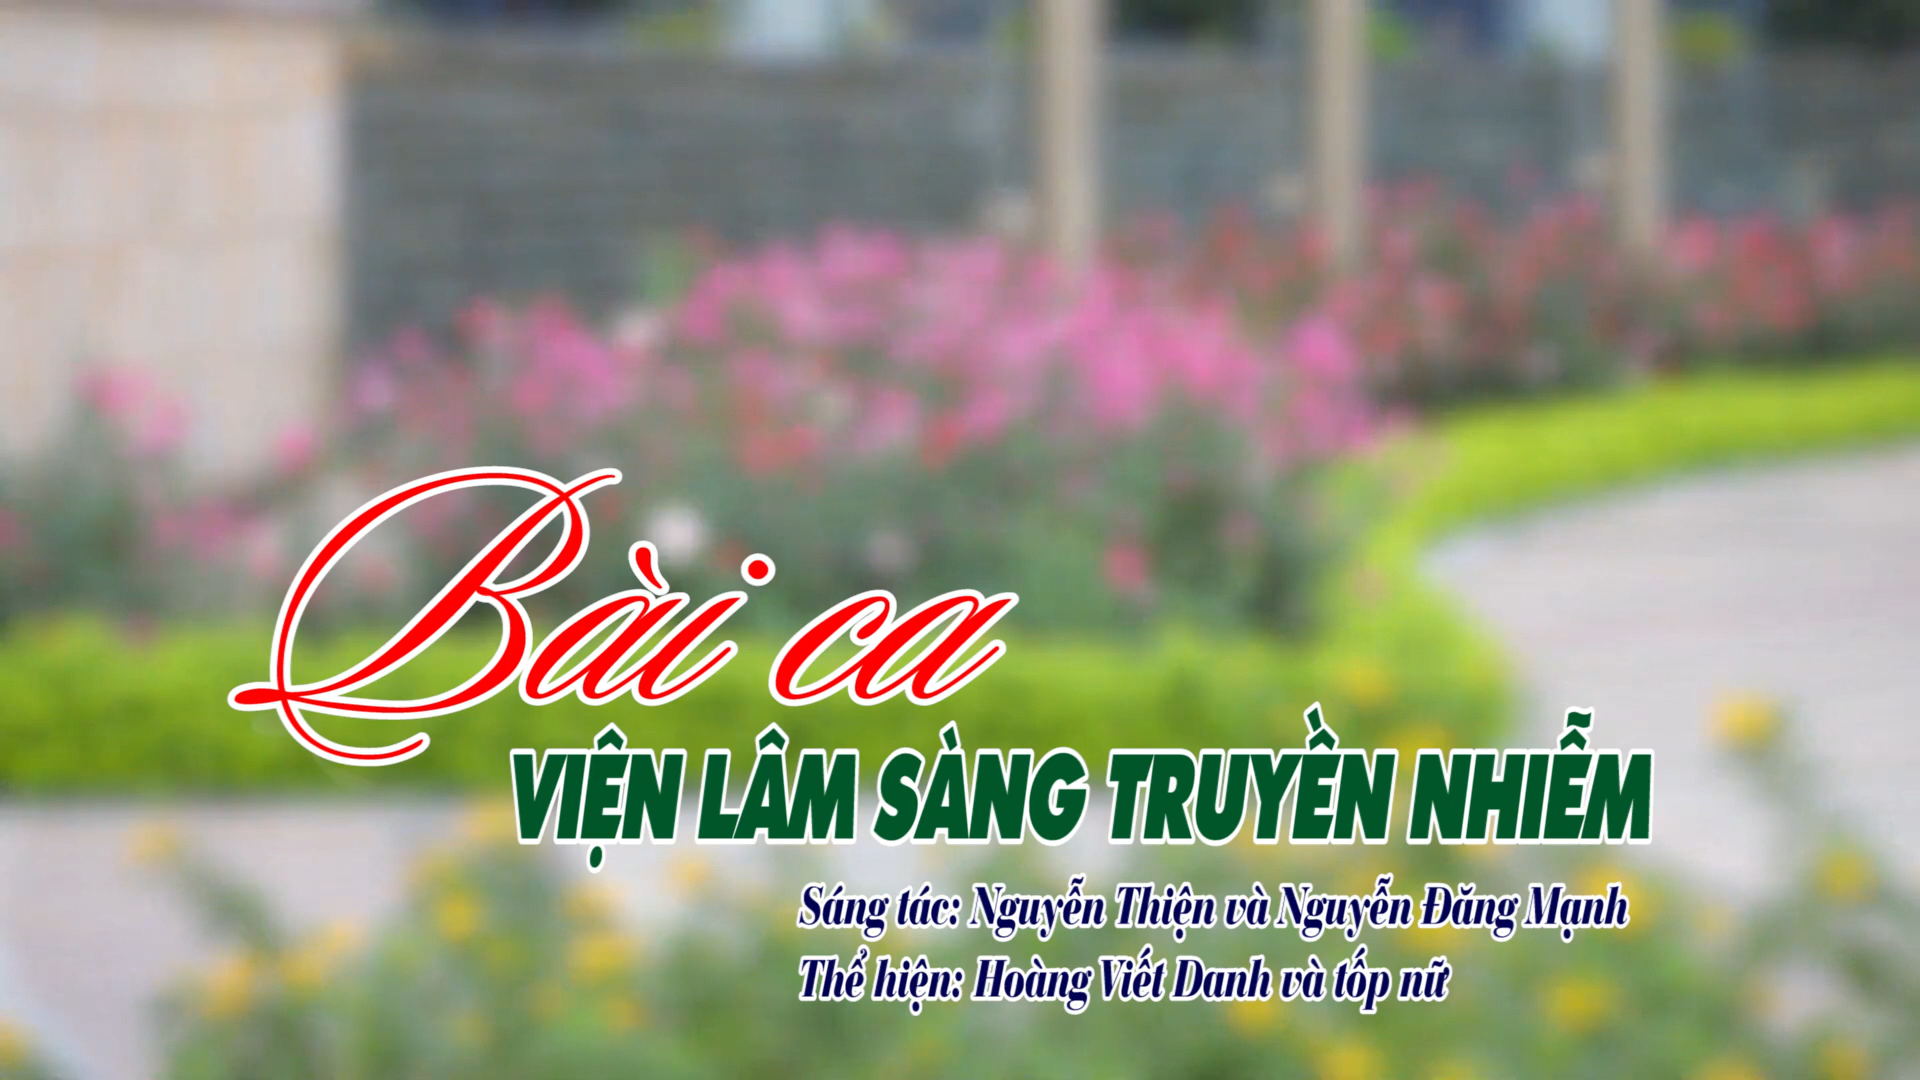 Bài ca
VIỆN LÂM SÀNG TRUYỀN NHIỄM
Sáng tác: Nguyễn Thiện và Nguyễn Đăng Mạnh
Thể hiện: Hoàng Viết Danh và tốp nữ